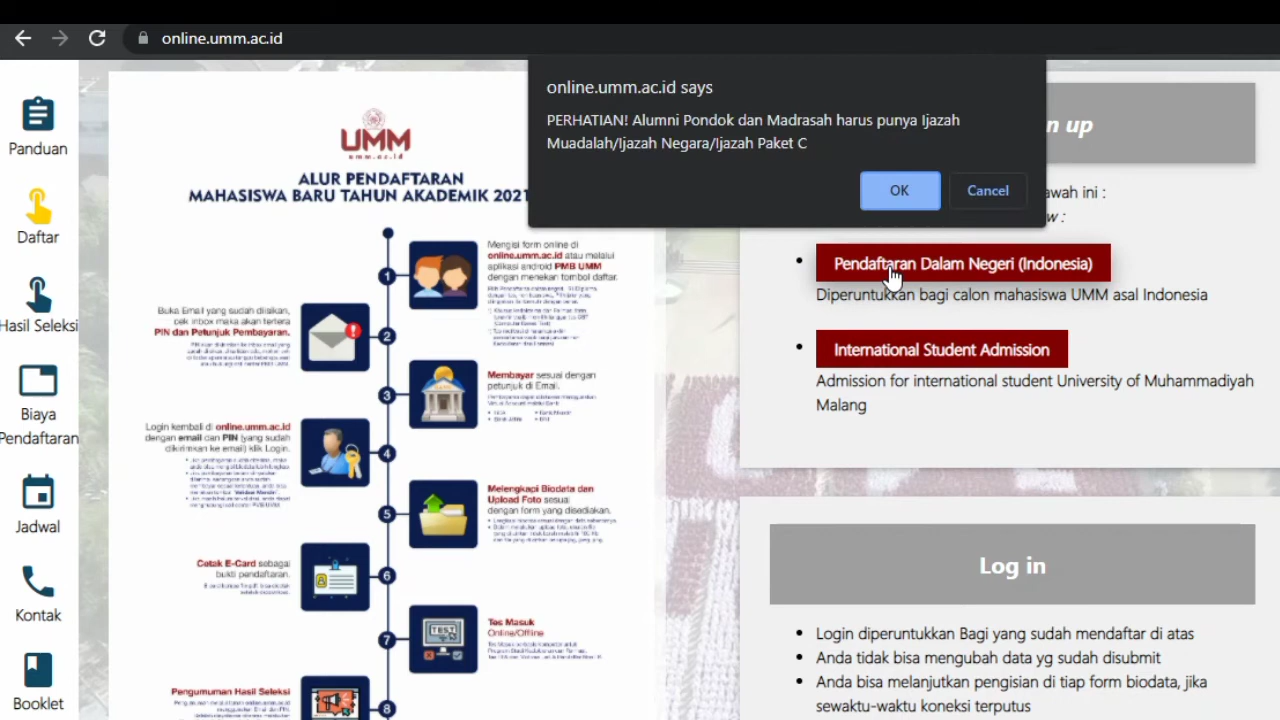 online.umm.ac.id
online.umm.ac.id says
PERHATIAN! Alumni Pondok dan Madrasah harus punya Ijazah
Muadalah/Ijazah Negara/Ijazah Paket C
OK
Cancel
Panduan
Daftar
Hasil Seleksi
Biaya
Pendaftaran
Jadwal
Kontak
Booklet
UMM
umm.ac.id
ALUR PENDAFTARAN
MAHASISWA BARU TAHUN AKADEMIK 2021
1
Mengisi form online di
online.umm.ac.id atau melalui
aplikasi android PMB UMM
dengan menekan tombol daftar.
2
Buka Email yang sudah diisikan,
cek inbox maka akan tertera
PIN dan Petunjuk Pembayaran.
3
Membayar sesuai dengan
petunjuk di Email.
4
Login kembali di online.umm.ac.id
dengan email dan PIN (yang sudah
dikirimkan ke email) klik Login.
5
Melengkapi Biodata dan
Upload Foto sesuai
dengan form yang disediakan.
6
Cetak E-Card sebagai
bukti pendaftaran.
7
TEST
Tes Masuk
Online/Offline
8
Pengumuman Hasil Seleksi
n up
awah ini :
w :
Pendaftaran Dalam Negeri (Indonesia)
Diperuntukkan bagi calon mahasiswa UMM asal Indonesia
International Student Admission
Admission for international student University of Muhammadiyah
Malang
Log in
Login diperuntukan Bagi yang sudah mendaftar di atas
Anda tidak bisa mengubah data yg sudah disubmit
Anda bisa melanjutkan pengisian di tiap form biodata, jika
sewaktu-waktu koneksi terputus